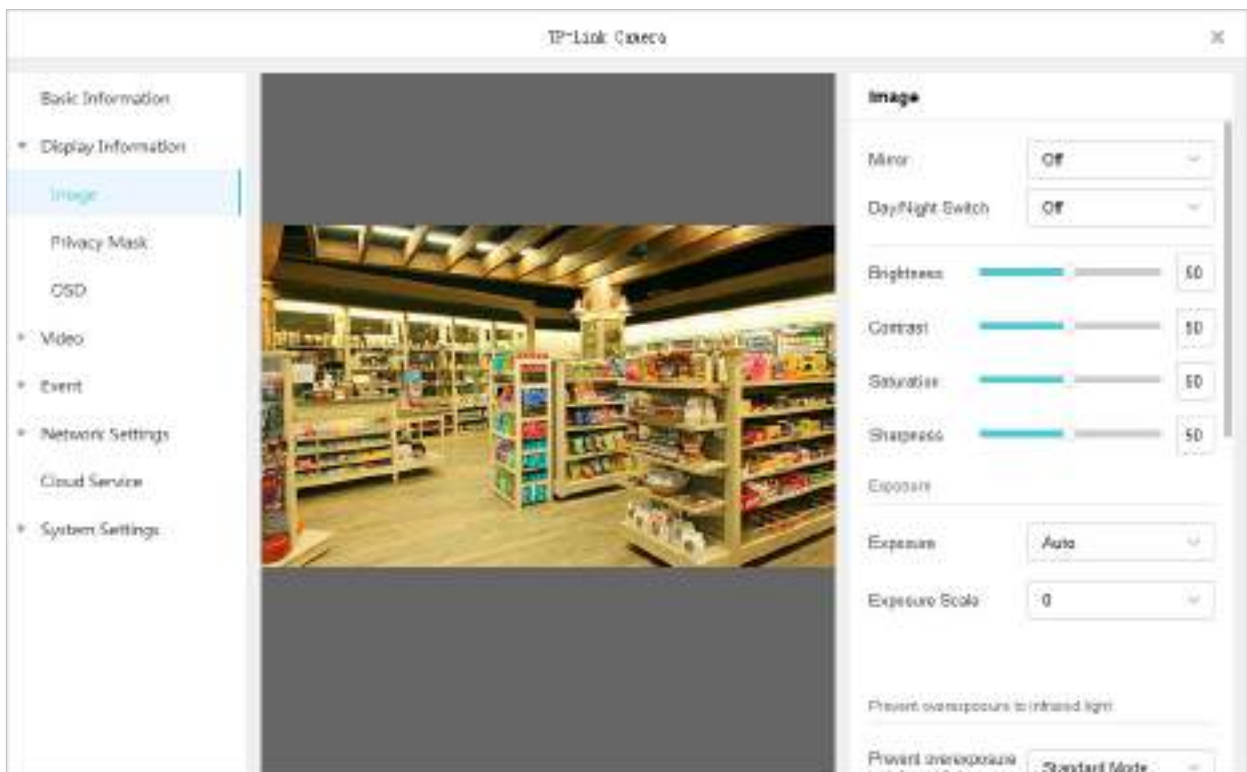 TP-Link Camera
Basic Information
Display Information
Image
Privacy Mask
OSD
Video
Event
Network Settings
Cloud Service
System Settings
Image
Mirror Off
Day/Night Switch Off
Brightness 50
Contrast 50
Saturation 50
Sharpness 50
Exposure
Exposure Auto
Exposure Scale 0
Prevent overexposure to infrared light
Prevent overexposure Standard Mode